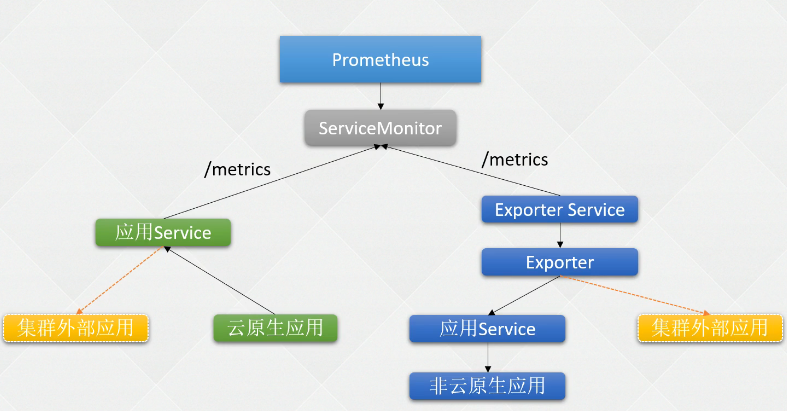 Prometheus
ServiceMonitor
/metrics
/metrics
Exporter Service
应用Service
Exporter
集群外部应用
云原生应用
应用Service
集群外部应用
非云原生应用